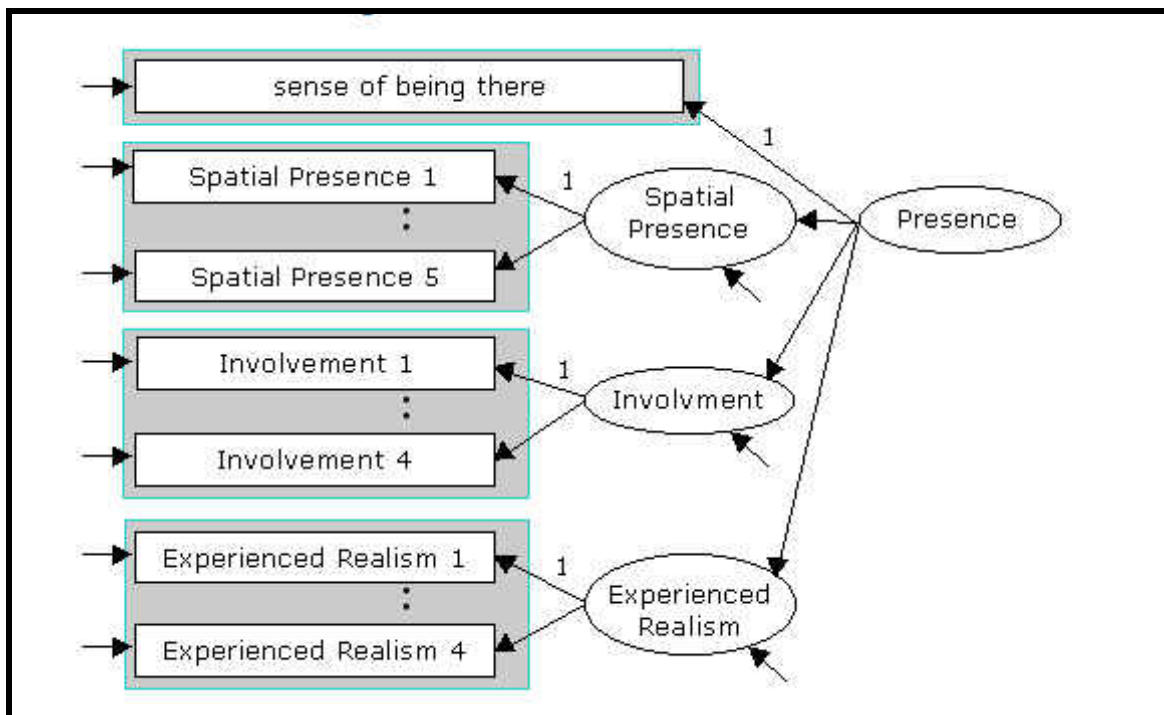 sense of being there
1
Spatial Presence 1
1
Spatial
Presence
Presence
Spatial Presence 5
Involvement 1
1
Involvment
Involvement 4
Experienced Realism 1
1
Experienced
Realism
Experienced Realism 4